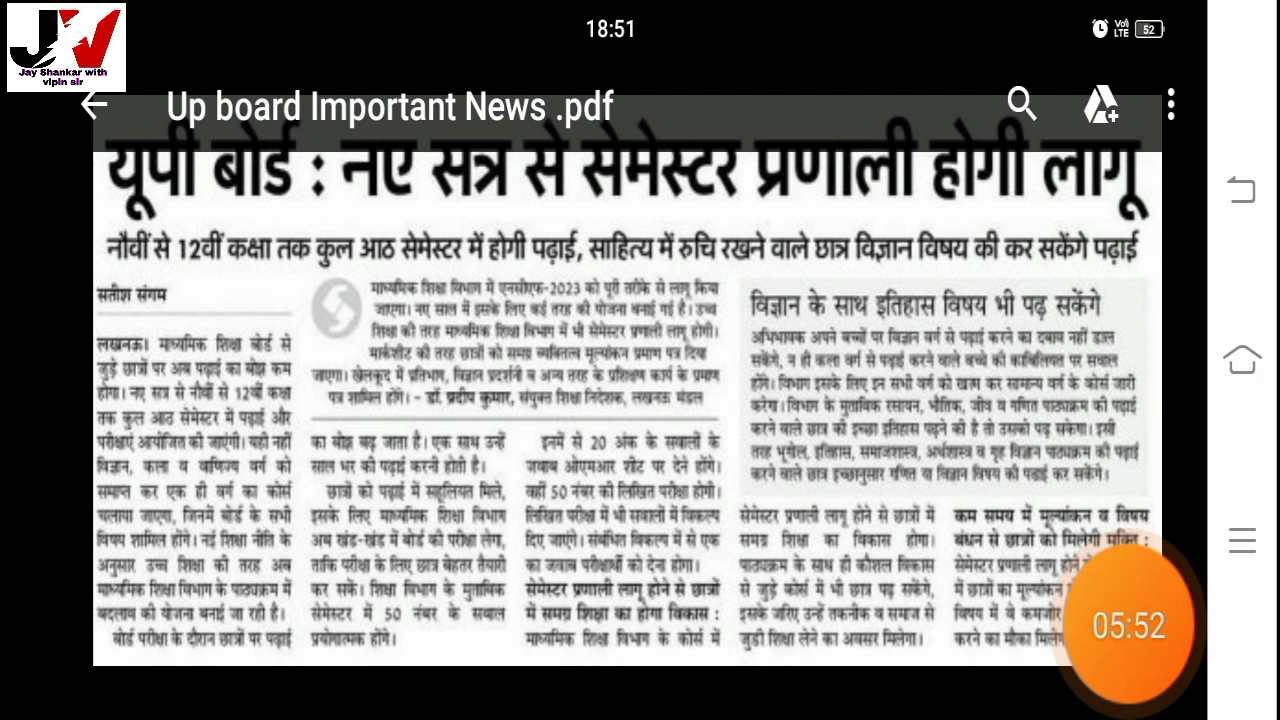 Jay Shankar with
vipin sir
18:51
Vo)
LTE
52
Up board Important News .pdf
यूपी बोर्ड : नए सत्र से सेमेस्टर प्रणाली होगी लागू
नौवीं से 12वीं कक्षा तक कुल आठ सेमेस्टर में होगी पढ़ाई, साहित्य में रुचि रखने वाले छात्र विज्ञान विषय की कर सकेंगे पढ़ाई
सतीश संगम
लखनऊ। माध्यमिक शिक्षा बोर्ड से
जुड़े छात्रों पर अब पढ़ाई का बोझ कम
होगा। नए सत्र से नौवीं से 12वीं कक्षा
तक कुल आठ सेमेस्टर में पढ़ाई और
परीक्षाएं आयोजित की जाएंगी। यही नहीं
विज्ञान, कला व वाणिज्य वर्ग को
समाप्त कर एक ही वर्ग का कोर्स
चलाया जाएगा, जिनमें बोर्ड के सभी
विषय शामिल होंगे। नई शिक्षा नीति के
अनुसार उच्च शिक्षा की तरह अब
माध्यमिक शिक्षा विभाग के पाठ्यक्रम में
बदलाव की योजना बनाई जा रही है।
बोर्ड परीक्षा के दौरान छात्रों पर पढ़ाई
माध्यमिक शिक्षा विभाग में एनसीएफ-2023 को पूरी तरीके से लागू किया
जाएगा। नए साल में इसके लिए कई तरह की योजना बनाई गई है। उच्च
शिक्षा की तरह माध्यमिक शिक्षा विभाग में भी सेमेस्टर प्रणाली लागू होगी।
मार्कशीट की तरह छात्रों को समग्र व्यक्तित्व मूल्यांकन प्रमाण पत्र दिया
जाएगा। खेलकूद में प्रतिभाग, विज्ञान प्रदर्शनी व अन्य तरह के प्रशिक्षण कार्य के प्रमाण
पत्र शामिल होंगे। - डॉ. प्रदीप कुमार, संयुक्त शिक्षा निदेशक, लखनऊ मंडल
का बोझ बढ़ जाता है। एक साथ उन्हें
साल भर की पढ़ाई करनी होती है।
छात्रों को पढ़ाई में सहूलियत मिले,
इसके लिए माध्यमिक शिक्षा विभाग
अब खंड-खंड में बोर्ड की परीक्षा लेगा,
ताकि परीक्षा के लिए छात्र बेहतर तैयारी
कर सकें। शिक्षा विभाग के मुताबिक
सेमेस्टर में 50 नंबर के सवाल
प्रयोगात्मक होंगे।
इनमें से 20 अंक के सवालों के
जवाब ओएमआर शीट पर देने होंगे।
वहीं 50 नंबर की लिखित परीक्षा होगी।
लिखित परीक्षा में भी सवालों में विकल्प
दिए जाएंगे। संबंधित विकल्प में से एक
का जवाब परीक्षार्थी को देना होगा।
सेमेस्टर प्रणाली लागू होने से छात्रों
में समग्र शिक्षा का होगा विकास :
माध्यमिक शिक्षा विभाग के कोर्स में
विज्ञान के साथ इतिहास विषय भी पढ़ सकेंगे
अभिभावक अपने बच्चों पर विज्ञान वर्ग से पढ़ाई करने का दबाव नहीं डाल
सकेंगे, न ही कला वर्ग से पढ़ाई करने वाले बच्चे की काबिलियत पर सवाल
होंगे। विभाग इसके लिए इन सभी वर्ग को खत्म कर सामान्य वर्ग के कोर्स जारी
करेगा। विभाग के मुताबिक रसायन, भौतिक, जीव व गणित पाठ्यक्रम की पढ़ाई
करने वाले छात्र की इच्छा इतिहास पढ़ने की है तो उसको पढ़ सकेगा। इसी
तरह भूगोल, इतिहास, समाजशास्त्र, अर्थशास्त्र व गृह विज्ञान पाठ्यक्रम की पढ़ाई
करने वाले छात्र इच्छानुसार गणित या विज्ञान विषय की पढ़ाई कर सकेंगे।
सेमेस्टर प्रणाली लागू होने से छात्रों में
समग्र शिक्षा का विकास होगा।
पाठ्यक्रम के साथ ही कौशल विकास
से जुड़े कोर्स में भी छात्र पढ़ सकेंगे,
इसके जरिए उन्हें तकनीक व समाज से
जुड़ी शिक्षा लेने का अवसर मिलेगा।
कम समय में मूल्यांकन व विषय
बंधन से छात्रों को मिलेगी मुक्ति :
सेमेस्टर प्रणाली लागू होने
में छात्रों का मूल्यांकन
विषय में वे कमजोर
करने का मौका
05:52